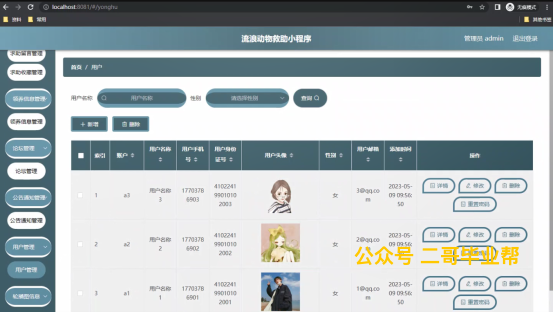 localhost:8081/#/yonghu
无痕模式
资料
常用
其他书签
流浪动物救助小程序
管理员 admin
退出登录
求助留言管理
求助收藏管理
领养信息管理
领养信息管理
论坛管理
论坛管理
公告通知管理
公告通知管理
用户管理
用户管理
轮播图信息
首页 / 用户
用户名称
用户名称
性别
请选择性别
查询
+ 新增
删除
索引
账户
用户名称
用户手机号
用户身份证号
用户头像
性别
用户邮箱
添加时间
操作
1
a3
用户名称3
17703786903
410224199010102003
女
3@qq.com
2023-05-09 09:56:50
详情
修改
删除
重置密码
2
a2
用户名称2
17703786902
410224199010102002
女
2@qq.com
2023-05-09 09:56:50
详情
修改
删除
公众号 二哥毕业帮
3
a1
用户名称1
17703786901
410224199010102001
女
1@qq.com
2023-05-09 09:56:50
详情
修改
删除
重置密码